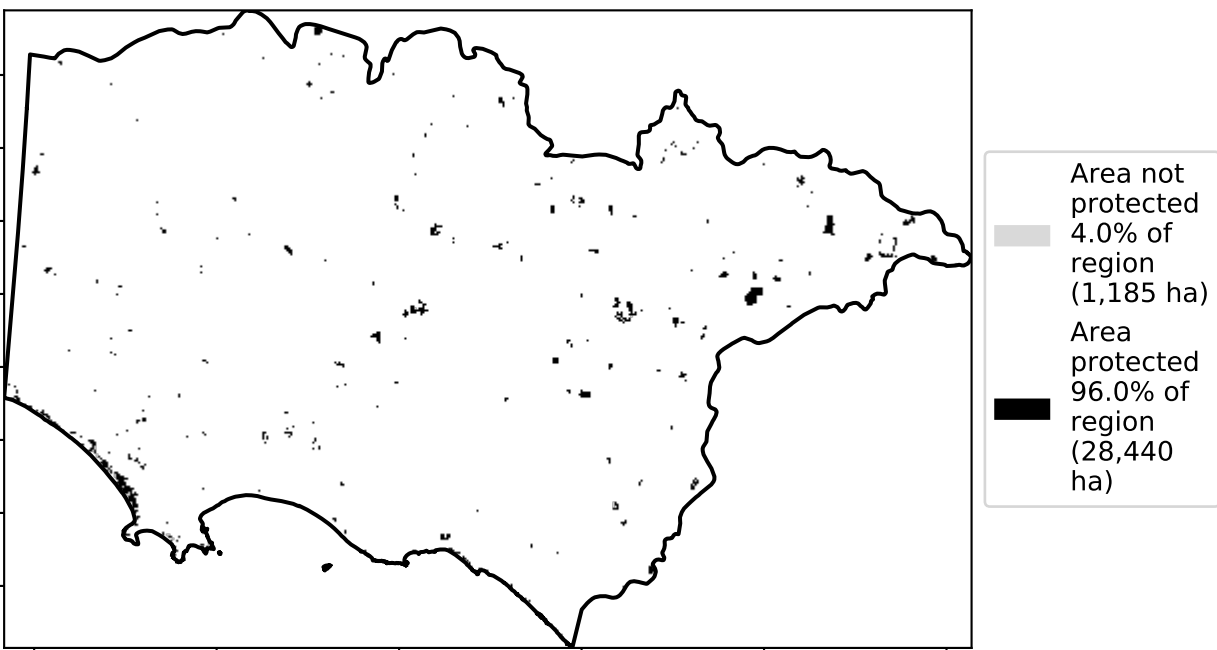 Area not
protected
4.0% of
region
(1,185 ha)
Area
protected
96.0% of
region
(28,440
ha)